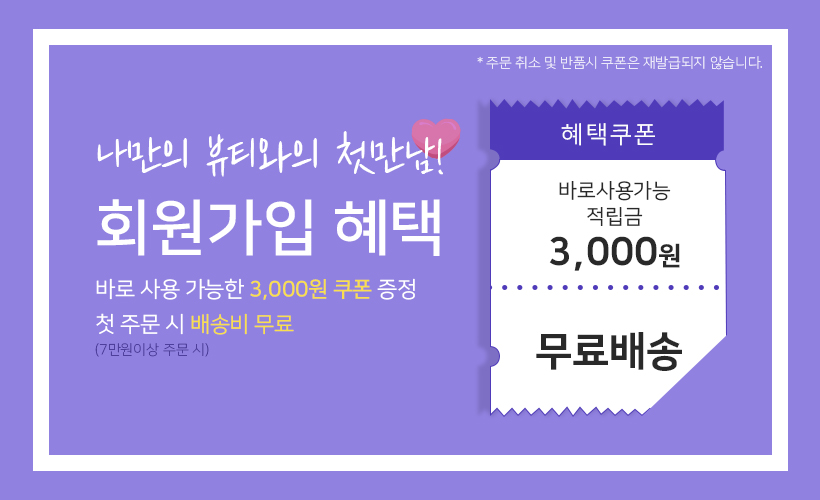 * 주문 취소 및 반품시 쿠폰은 재발급되지 않습니다.
나만의 뷰티와의 첫만남!
회원가입 혜택
바로 사용 가능한 3,000원 쿠폰 증정
첫 주문 시 배송비 무료
(7만원이상 주문 시)
혜택쿠폰
바로사용가능
적립금
3,000원
무료배송